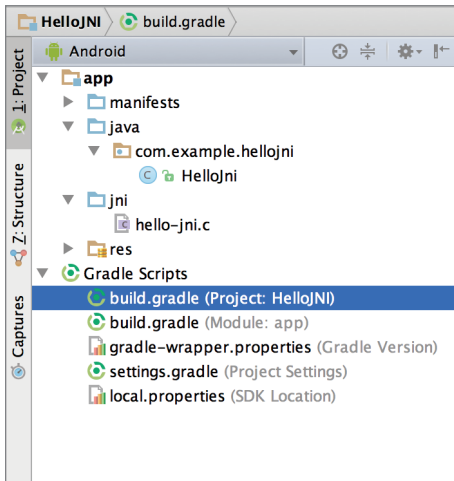 HelloJNI build.gradle
1: Project
Android
app
manifests
java
com.example.hellojni
C HelloJni
jni
hello-jni.c
res
Gradle Scripts
build.gradle (Project: HelloJNI)
build.gradle (Module: app)
gradle-wrapper.properties (Gradle Version)
settings.gradle (Project Settings)
local.properties (SDK Location)
Z: Structure
Captures